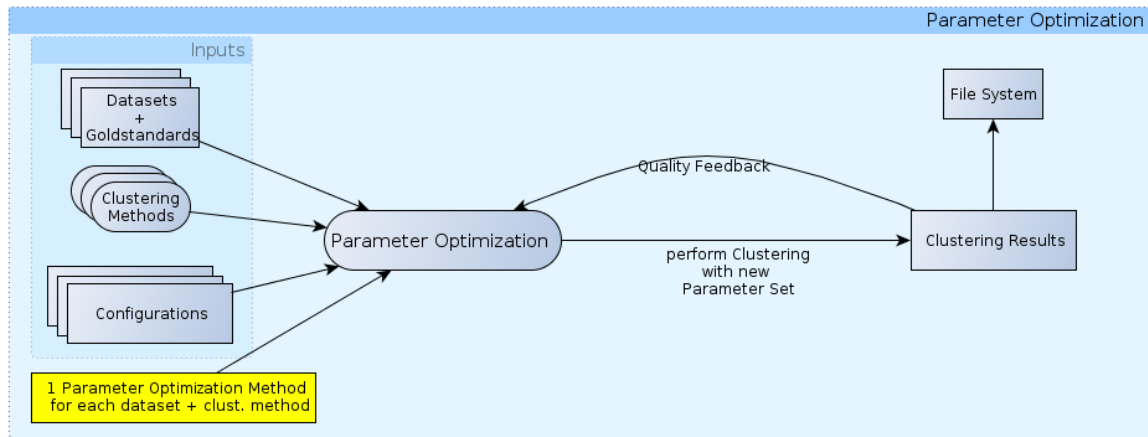 Parameter Optimization
Inputs
Datasets
+
Goldstandards
Clustering
Methods
Configurations
1 Parameter Optimization Method
for each dataset + clust. method
Parameter Optimization
Quality Feedback
perform Clustering
with new
Parameter Set
File System
Clustering Results